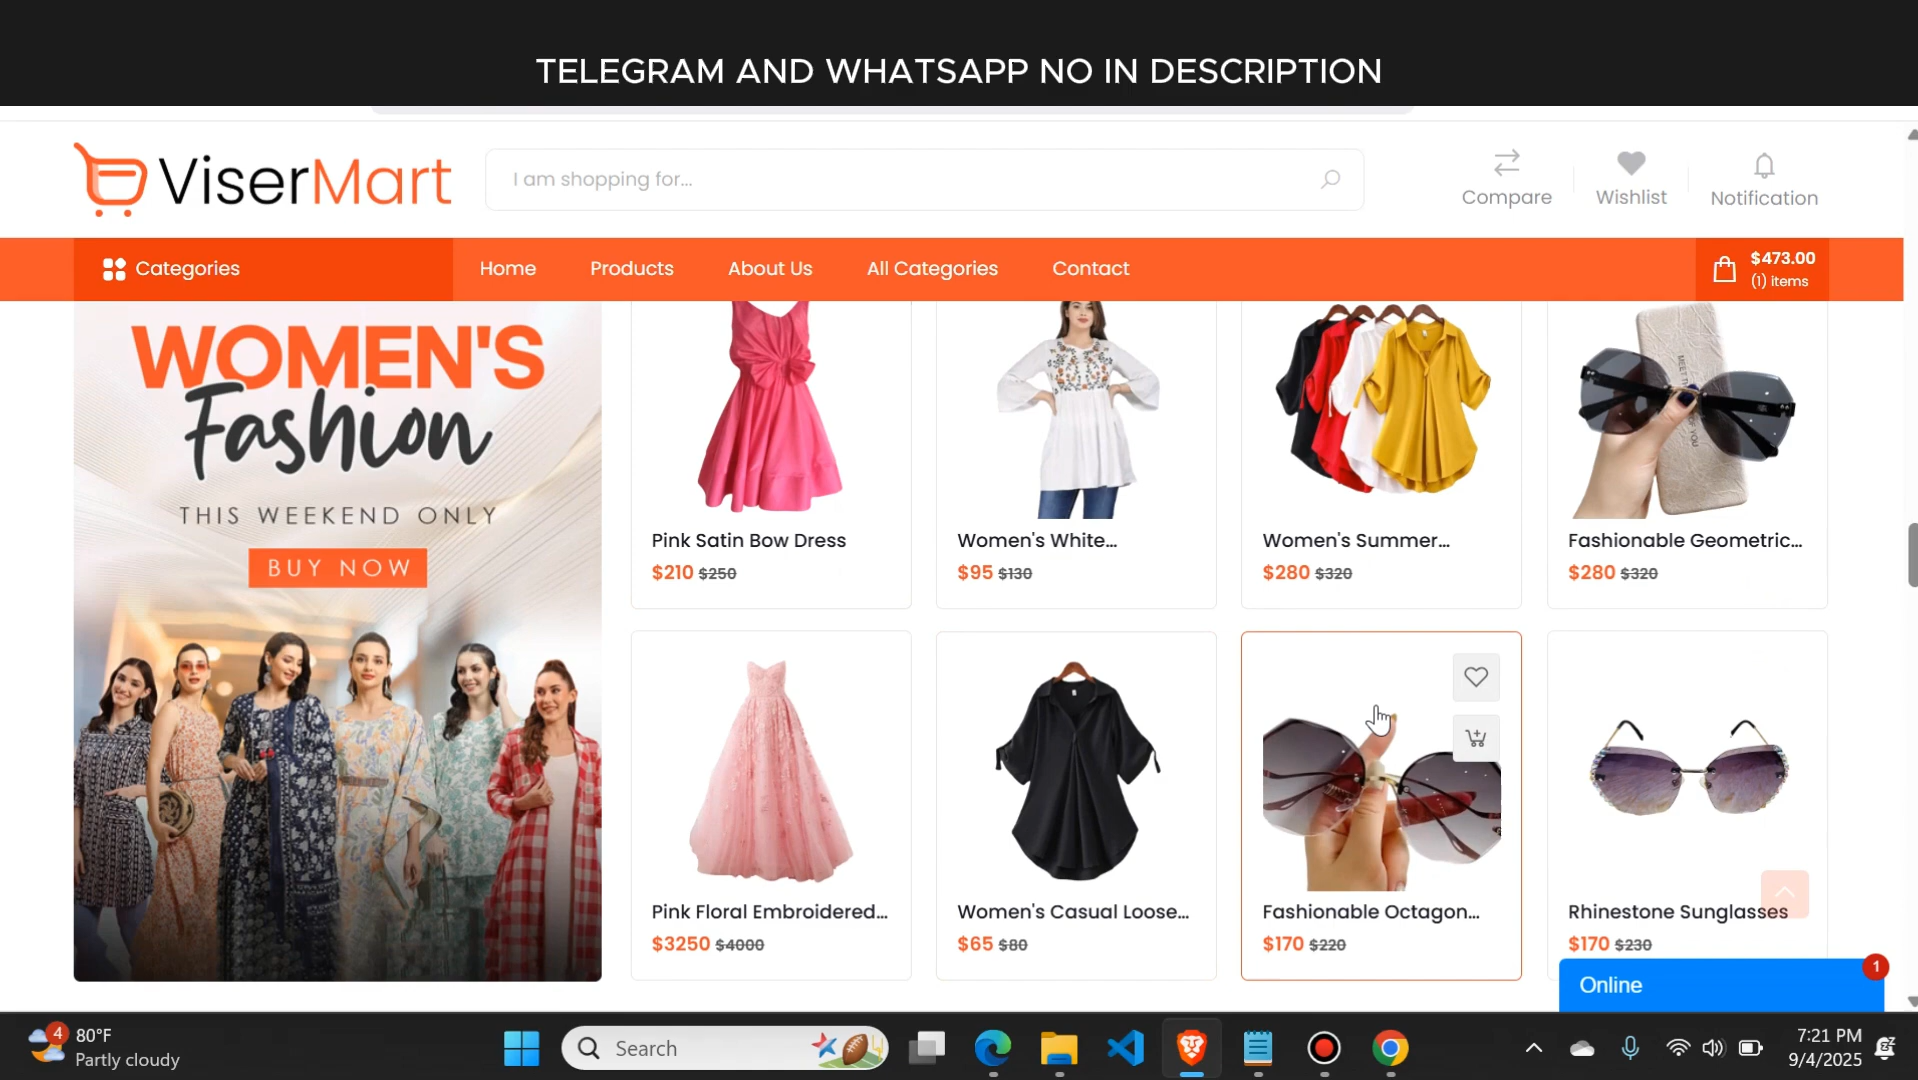 TELEGRAM AND WHATSAPP NO IN DESCRIPTION
ViserMart
I am shopping for...
Compare
Wishlist
Notification
Categories
Home
Products
About Us
All Categories
Contact
$473.00
(1) items
WOMEN'S
Fashion
THIS WEEKEND ONLY
BUY NOW
Pink Satin Bow Dress
$210 $250
Women's White...
$95 $130
Women's Summer...
$280 $320
Fashionable Geometric...
$280 $320
Pink Floral Embroidered...
$3250 $4000
Women's Casual Loose...
$65 $80
Fashionable Octagon...
$170 $220
Rhinestone Sunglasses
$170 $230
Online
1
4
80°F
Partly cloudy
Search
7:21 PM
9/4/2025